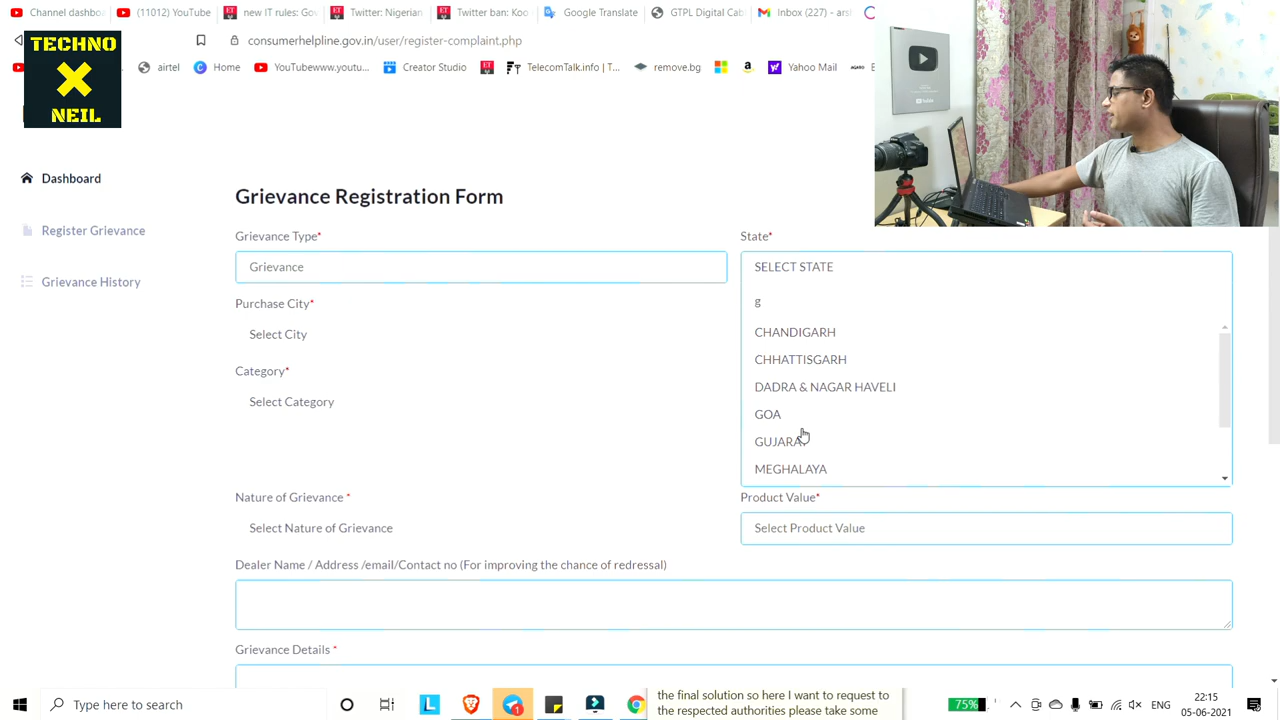 Channel dashbo
(11012) YouTube
new IT rules: Gov
Twitter: Nigerian
Twitter ban: Koo
Google Translate
GTPL Digital Cab
Inbox (227) - ars
consumerhelpline.gov.in/user/register-complaint.php
airtel
Home
YouTubewww.youtu...
Creator Studio
TelecomTalk.info | T...
remove.bg
Yahoo Mail
TECHNO
X
NEIL
Dashboard
Register Grievance
Grievance History
Grievance Registration Form
Grievance Type*
State*
Grievance
SELECT STATE
Purchase City*
g
Select City
CHANDIGARH
CHHATTISGARH
Category*
DADRA & NAGAR HAVELI
Select Category
GOA
GUJARAT
MEGHALAYA
Nature of Grievance *
Product Value*
Select Nature of Grievance
Select Product Value
Dealer Name / Address /email/Contact no (For improving the chance of redressal)
Grievance Details *
the final solution so here I want to request to
the respected authorities please take some
Type here to search
75%
ENG
22:15
05-06-2021